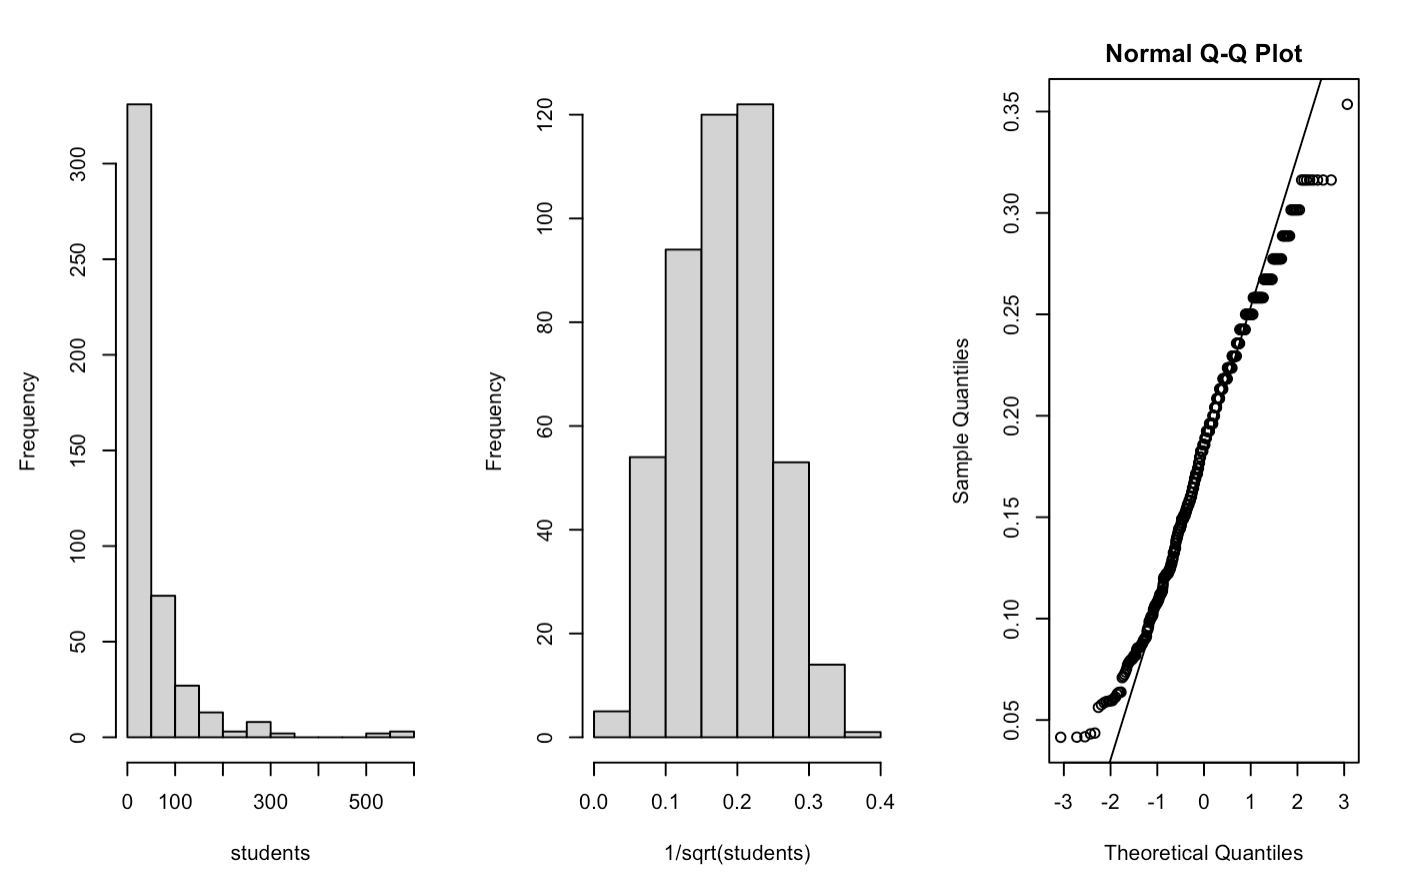 Frequency
0 50 100 150 200 250 300
0 100 300 500
students
Frequency
0 20 40 60 80 100 120
0.0 0.1 0.2 0.3 0.4
1/sqrt(students)
Normal Q-Q Plot
Sample Quantiles
0.05 0.10 0.15 0.20 0.25 0.30 0.35
-3 -2 -1 0 1 2 3
Theoretical Quantiles